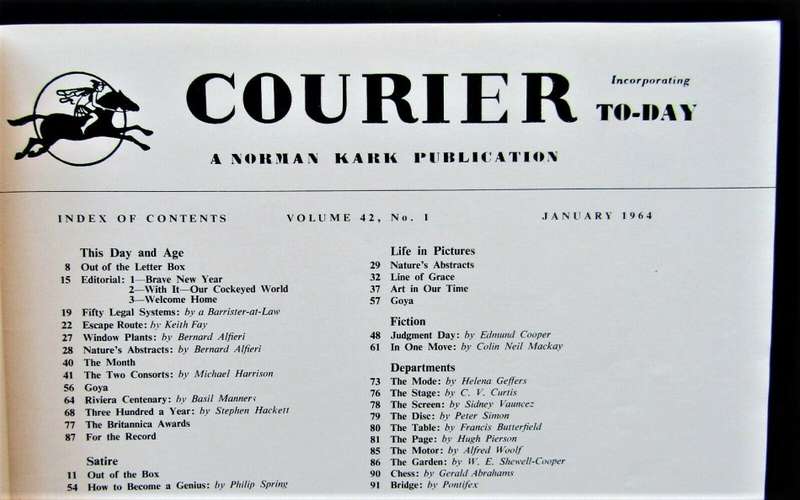 COURIER
Incorporating
TO-DAY
A NORMAN KARK PUBLICATION
INDEX OF CONTENTS VOLUME 42, No. 1 JANUARY 1964
This Day and Age
8 Out of the Letter Box
15 Editorial: 1—Brave New Year
2—With It—Our Cockeyed World
3—Welcome Home
19 Fifty Legal Systems: by a Barrister-at-Law
22 Escape Route: by Keith Fay
27 Window Plants: by Bernard Alfieri
28 Nature's Abstracts: by Bernard Alfieri
40 The Month
41 The Two Consorts: by Michael Harrison
56 Goya
64 Riviera Centenary: by Basil Manners
68 Three Hundred a Year: by Stephen Hackett
77 The Britannica Awards
87 For the Record
Satire
11 Out of the Box
54 How to Become a Genius: by Philip Spring
Life in Pictures
29 Nature's Abstracts
32 Line of Grace
37 Art in Our Time
57 Goya
Fiction
48 Judgment Day: by Edmund Cooper
61 In One Move: by Colin Neil Mackay
Departments
73 The Mode: by Helena Geffers
76 The Stage: by C. V. Curtis
78 The Screen: by Sidney Vauncez
79 The Disc: by Peter Simon
80 The Table: by Francis Butterfield
81 The Page: by Hugh Pierson
85 The Motor: by Alfred Woolf
86 The Garden: by W. E. Shewell-Cooper
90 Chess: by Gerald Abrahams
91 Bridge: by Pontifex